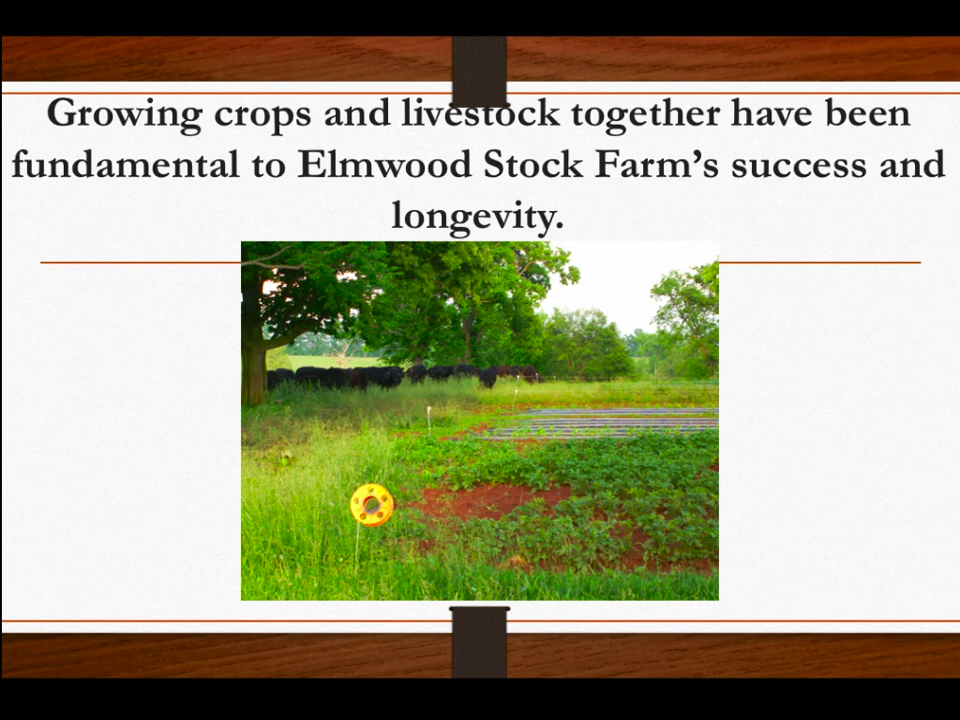 Growing crops and livestock together have been
fundamental to Elmwood Stock Farm’s success and
longevity.